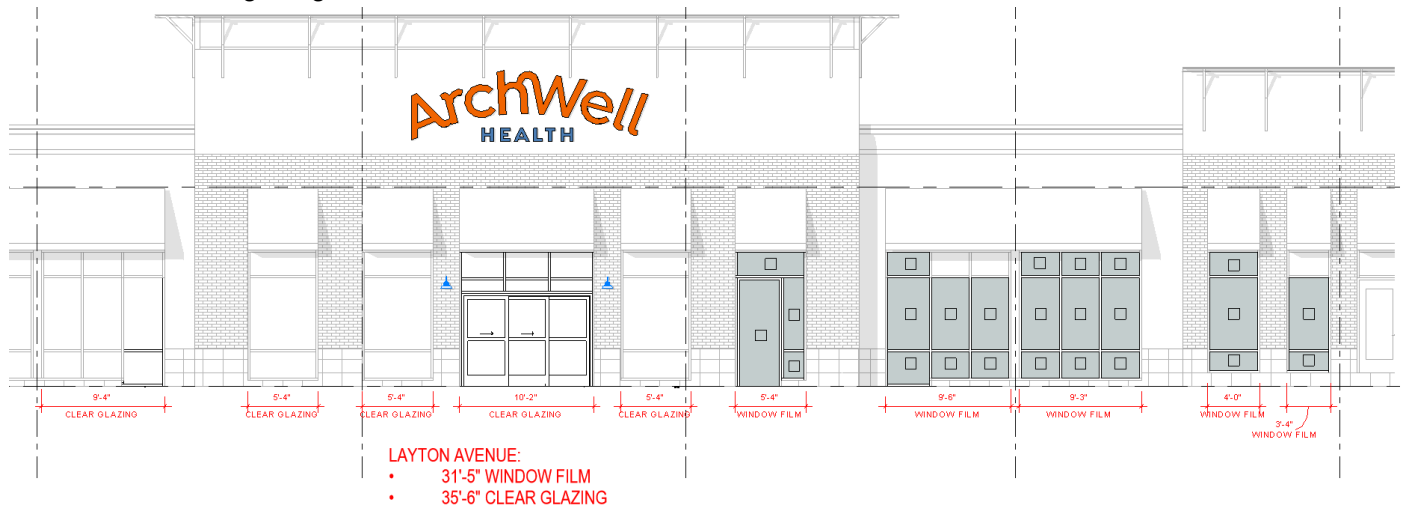 ArchWell
HEALTH
9'-4"
CLEAR GLAZING
5'-4"
CLEAR GLAZING
5'-4"
CLEAR GLAZING
10'-2"
CLEAR GLAZING
5'-4"
CLEAR GLAZING
5'-4"
WINDOW FILM
9'-6"
WINDOW FILM
9'-3"
WINDOW FILM
4'-0"
WINDOW FILM
3'-4"
WINDOW FILM
LAYTON AVENUE:
• 31'-5" WINDOW FILM
• 35'-6" CLEAR GLAZING